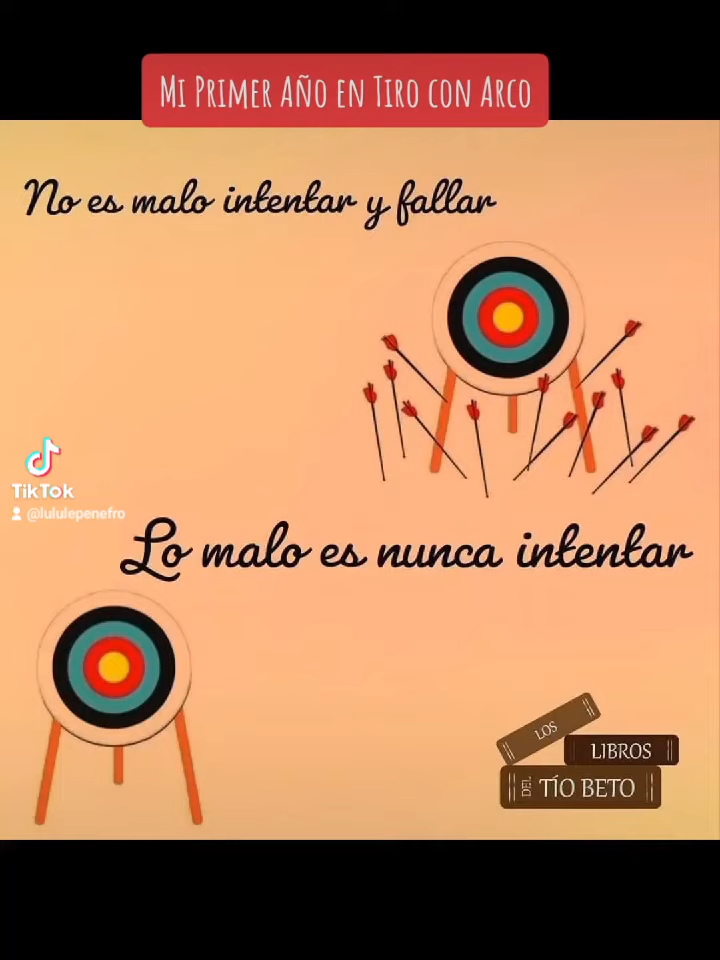 Mi Primer Año en Tiro con Arco
No es malo intentar y fallar
TikTok
@lululepenefro
Lo malo es nunca intentar
LOS
LIBROS
DEL TÍO BETO